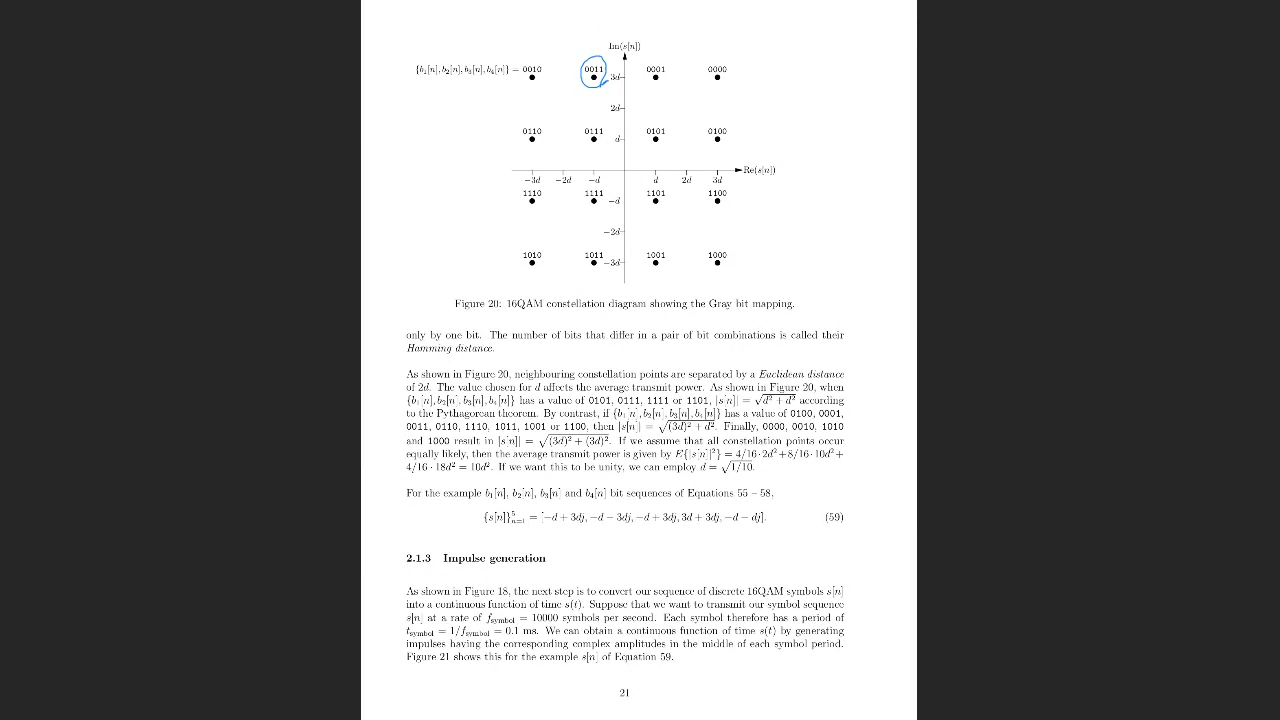 Im(s[n])
{b₁[n], b₂[n], b₃[n], b₄[n]} = 0010 0011 0001 0000
3d
2d
0110 0111 0101 0100
d
Re(s[n])
−3d −2d −d d 2d 3d
1110 1111 1101 1100
−d
−2d
1010 1011 1001 1000
−3d
Figure 20: 16QAM constellation diagram showing the Gray bit mapping.
only by one bit. The number of bits that differ in a pair of bit combinations is called their
Hamming distance.
As shown in Figure 20, neighbouring constellation points are separated by a Euclidean distance
of 2d. The value chosen for d affects the average transmit power. As shown in Figure 20, when
{b₁[n], b₂[n], b₃[n], b₄[n]} has a value of 0101, 0111, 1111 or 1101, |s[n]| = √(d² + d²) according
to the Pythagorean theorem. By contrast, if {b₁[n], b₂[n], b₃[n], b₄[n]} has a value of 0100, 0001,
0011, 0110, 1110, 1011, 1001 or 1100, then |s[n]| = √((3d)² + d²). Finally, 0000, 0010, 1010
and 1000 result in |s[n]| = √((3d)² + (3d)²). If we assume that all constellation points occur
equally likely, then the average transmit power is given by E{|s[n]|²} = 4/16 · 2d² + 8/16 · 10d² +
4/16 · 18d² = 10d². If we want this to be unity, we can employ d = √(1/10).
For the example b₁[n], b₂[n], b₃[n] and b₄[n] bit sequences of Equations 55 – 58,
{s[n]}⁵ₙ₌₁ = [−d + 3dj, −d − 3dj, −d + 3dj, 3d + 3dj, −d − dj]. (59)
2.1.3 Impulse generation
As shown in Figure 18, the next step is to convert our sequence of discrete 16QAM symbols s[n]
into a continuous function of time s(t). Suppose that we want to transmit our symbol sequence
s[n] at a rate of f_symbol = 10000 symbols per second. Each symbol therefore has a period of
t_symbol = 1/f_symbol = 0.1 ms. We can obtain a continuous function of time s(t) by generating
impulses having the corresponding complex amplitudes in the middle of each symbol period.
Figure 21 shows this for the example s[n] of Equation 59.
21